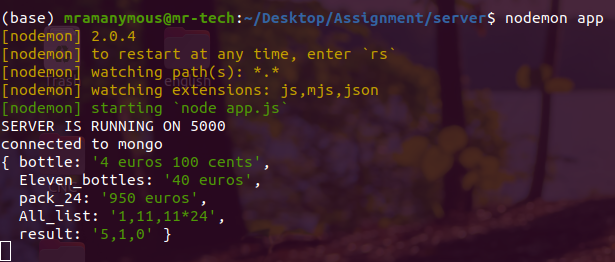 (base) mramanymous@mr-tech:~/Desktop/Assignment/server$ nodemon app
[nodemon] 2.0.4
[nodemon] to restart at any time, enter `rs`
[nodemon] watching path(s): *.*
[nodemon] watching extensions: js,mjs,json
[nodemon] starting `node app.js`
SERVER IS RUNNING ON 5000
connected to mongo
{ bottle: '4 euros 100 cents',
  Eleven_bottles: '40 euros',
  pack_24: '950 euros',
  All_list: '1,11,11*24',
  result: '5,1,0' }